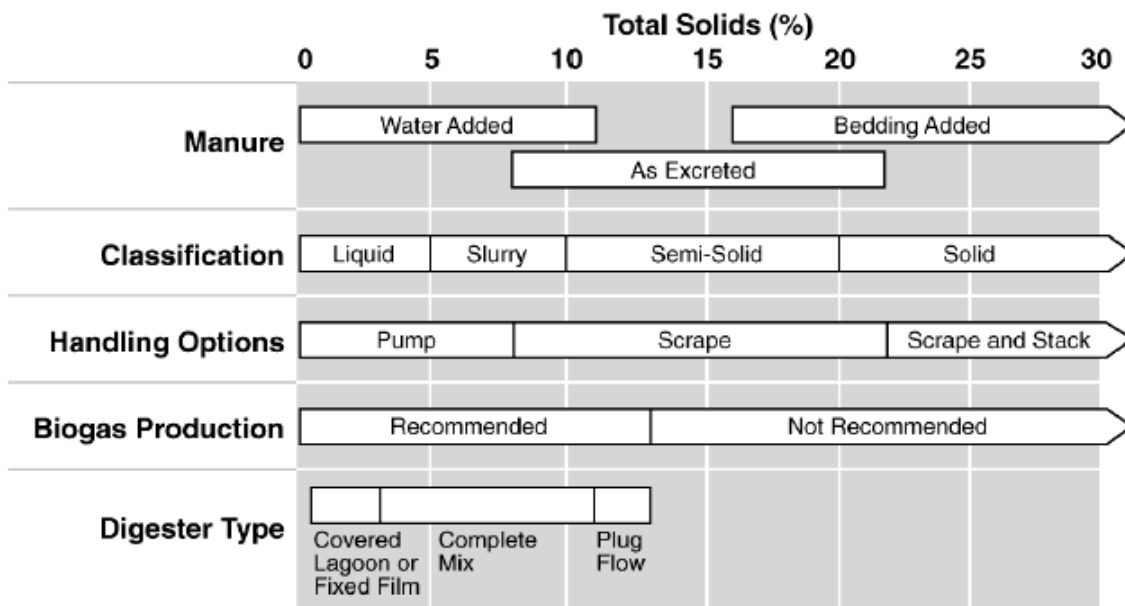 Total Solids (%)
0 5 10 15 20 25 30
Manure
Water Added
Bedding Added
As Excreted
Classification
Liquid
Slurry
Semi-Solid
Solid
Handling Options
Pump
Scrape
Scrape and Stack
Biogas Production
Recommended
Not Recommended
Digester Type
Covered
Lagoon or
Fixed Film
Complete
Mix
Plug
Flow